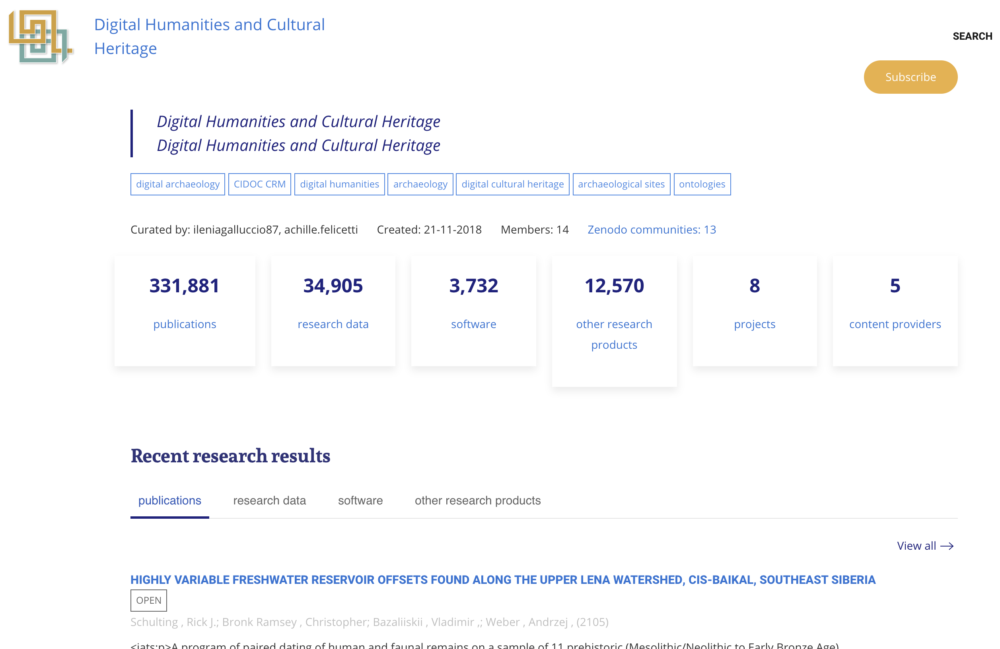 Digital Humanities and Cultural
Heritage
SEARCH
Subscribe
Digital Humanities and Cultural Heritage
Digital Humanities and Cultural Heritage
digital archaeology CIDOC CRM digital humanities archaeology digital cultural heritage archaeological sites ontologies
Curated by: ileniagalluccio87, achille.felicetti Created: 21-11-2018 Members: 14 Zenodo communities: 13
331,881 34,905 3,732 12,570 8 5
publications research data software other research projects content providers
products
Recent research results
publications research data software other research products
View all
HIGHLY VARIABLE FRESHWATER RESERVOIR OFFSETS FOUND ALONG THE UPPER LENA WATERSHED, CIS-BAIKAL, SOUTHEAST SIBERIA
OPEN
Schulting , Rick J.; Bronk Ramsey , Christopher; Bazaliiskii , Vladimir ,; Weber , Andrzej , (2105)
<jats:p>A program of paired dating of human and faunal remains on a sample of 11 prehistoric (Mesolithic/Neolithic to Early Bronze Age)